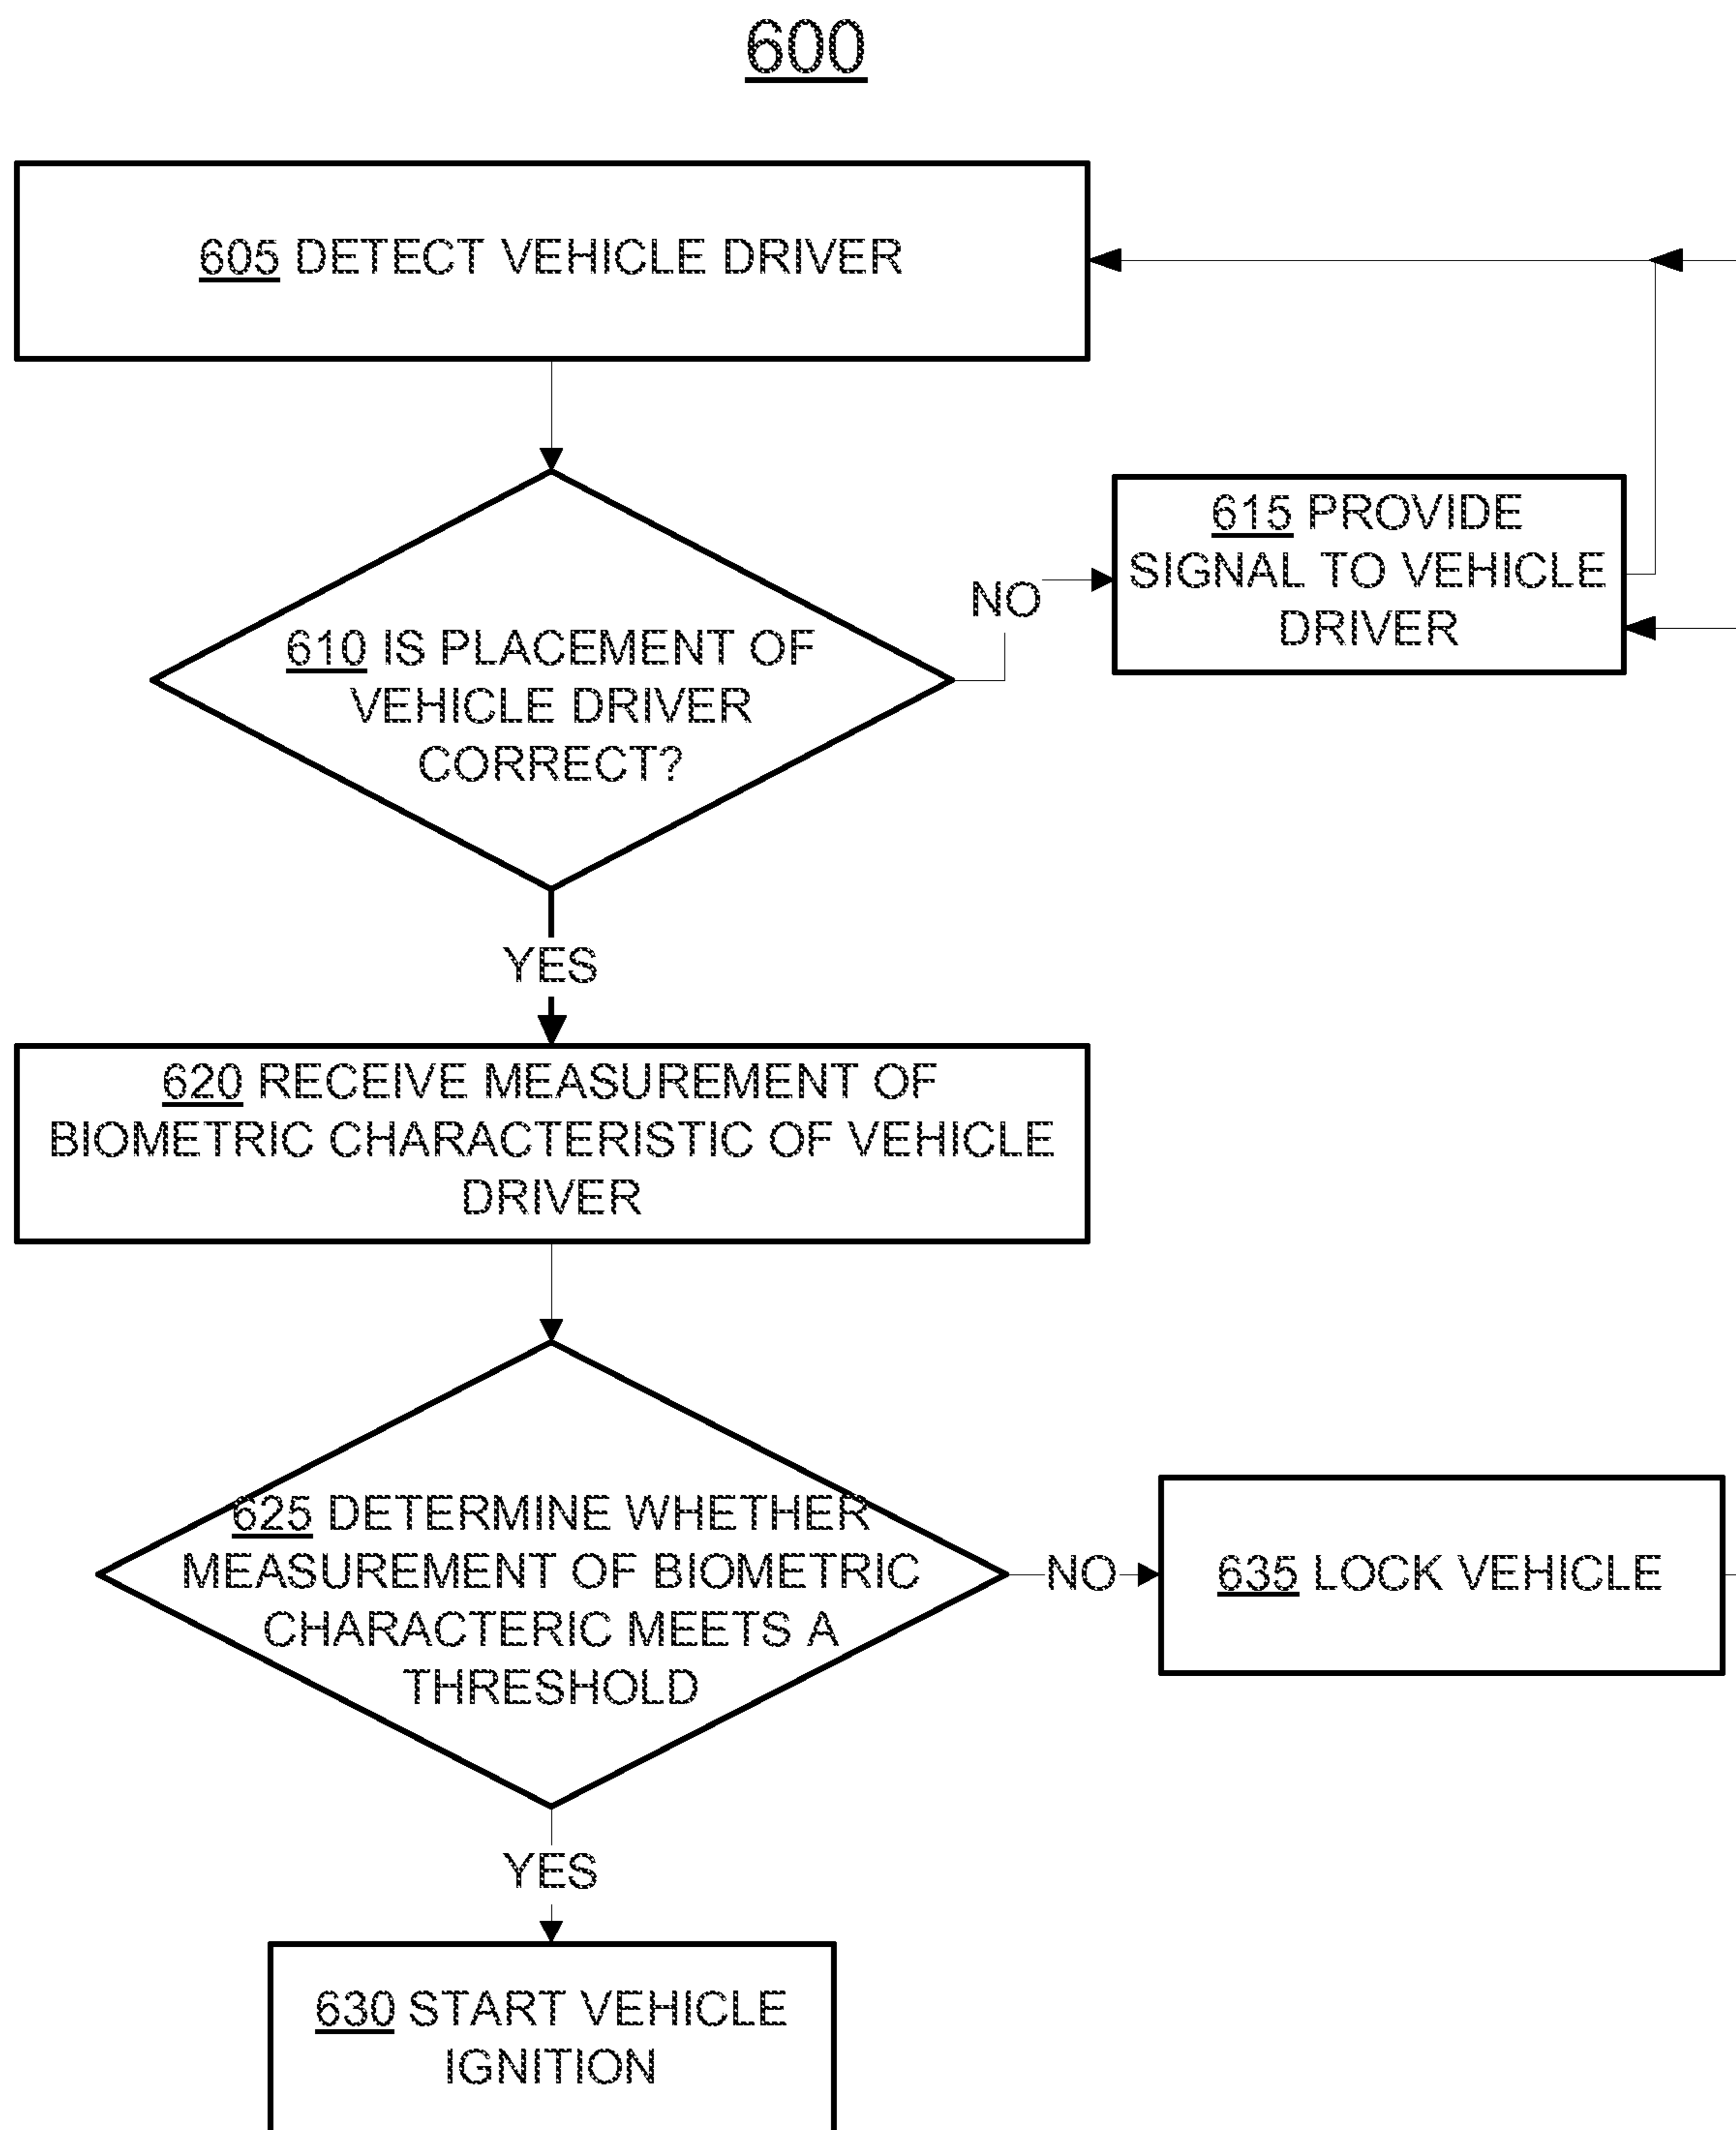 600
605 DETECT VEHICLE DRIVER
610 IS PLACEMENT OF
VEHICLE DRIVER
CORRECT?
NO
615 PROVIDE
SIGNAL TO VEHICLE
DRIVER
YES
620 RECEIVE MEASUREMENT OF
BIOMETRIC CHARACTERISTIC OF VEHICLE
DRIVER
625 DETERMINE WHETHER
MEASUREMENT OF BIOMETRIC
CHARACTERIC MEETS A
THRESHOLD
NO
635 LOCK VEHICLE
YES
630 START VEHICLE
IGNITION